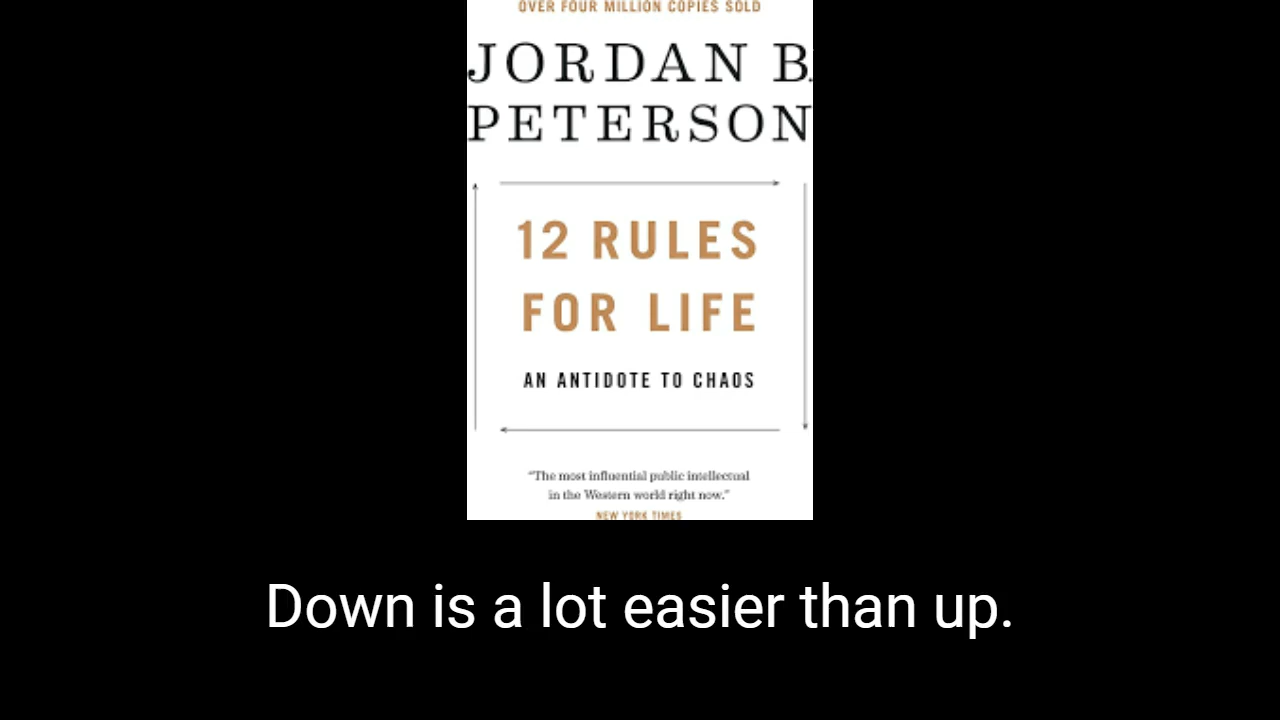 OVER FOUR MILLION COPIES SOLD
JORDAN B.
PETERSON
12 RULES
FOR LIFE
AN ANTIDOTE TO CHAOS
“The most influential public intellectual
in the Western world right now.”
NEW YORK TIMES
Down is a lot easier than up.